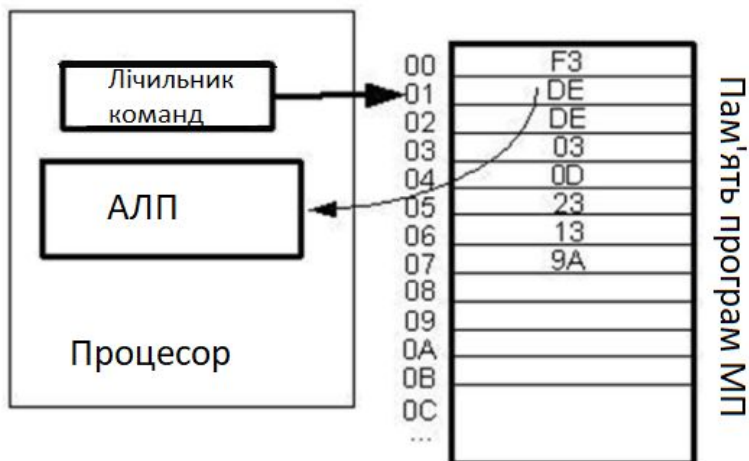 Лічильник
команд
АЛП
Процесор
00 F3
01 DE
02 DE
03 03
04 0D
05 23
06 13
07 9A
08
09
0A
0B
0C
...
Пам'ять програм МП